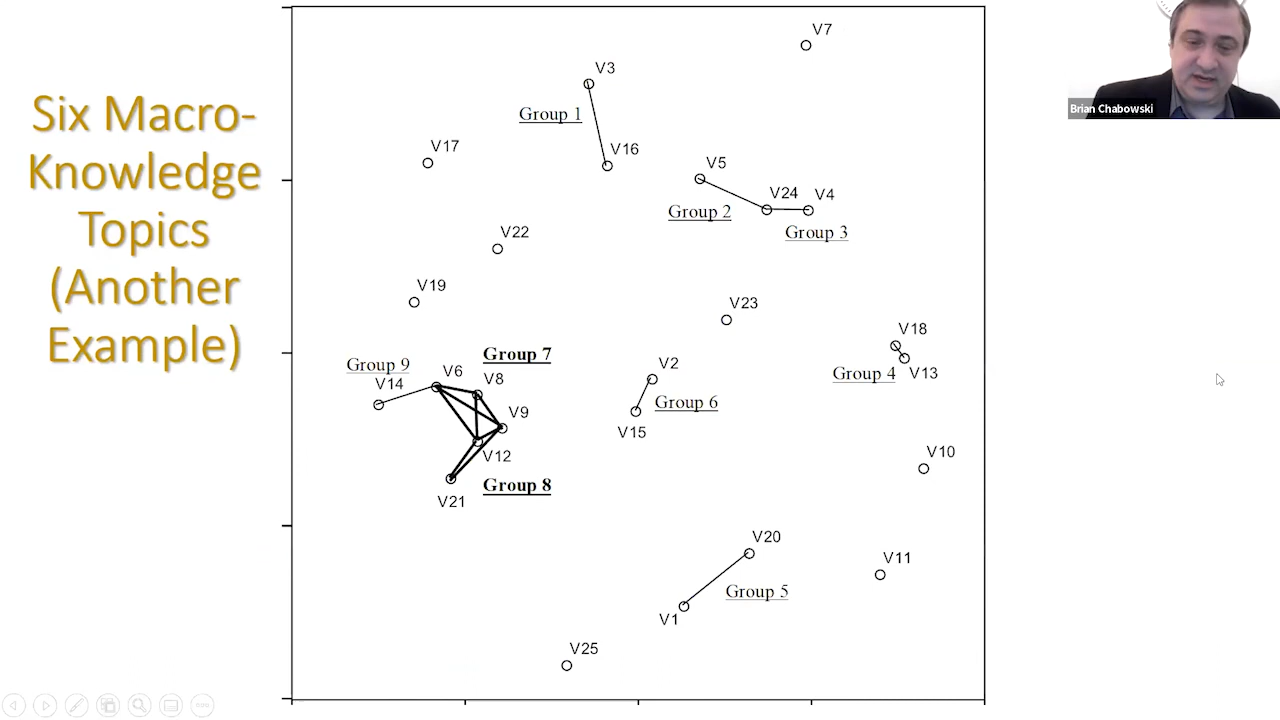 Six Macro-
Knowledge
Topics
(Another
Example)
V7
V3
Group 1
V17
V16
V5
V24
V4
Group 2
Group 3
V22
V19
V23
V18
Group 7
Group 9
V6
V2
Group 4
V13
V14
V8
Group 6
V9
V15
V12
V10
Group 8
V21
V20
V11
Group 5
V1
V25
Brian Chabowski